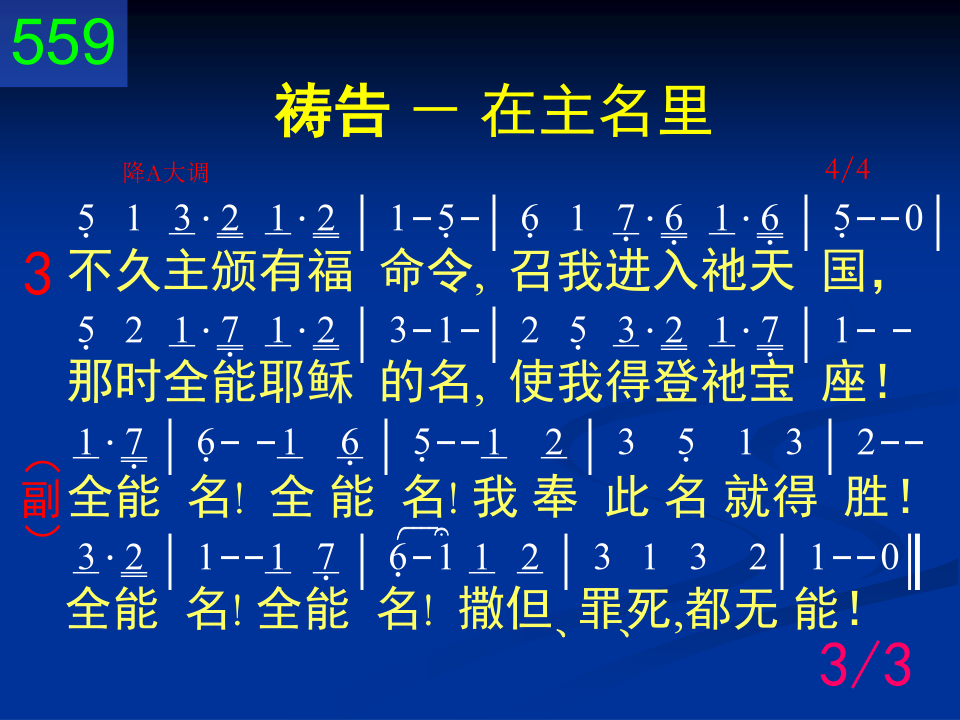 559
祷告 － 在主名里
降A大调 4/4
5̣ 1 3·2 1·2 | 1-5̣- | 6̣ 1 7̣·6̣ 1·6̣ | 5̣--0 |
3 不久主颁有福 命令, 召我进入祂天 国,
5̣ 2 1·7̣ 1·2 | 3-1- | 2 5̣ 3·2 1·7̣ | 1- -
那时全能耶稣 的名, 使我得登祂宝 座!
1·7̣ | 6̣- -1 6̣ | 5̣--1 2 | 3 5̣ 1 3 | 2--
(副) 全能 名! 全 能 名! 我 奉 此 名 就得 胜!
3·2 | 1--1 7̣ | 6̣-1 1 2 | 3 1 3 2 | 1--0 ‖
全能 名! 全能 名! 撒但、罪、死,都无 能!
3/3